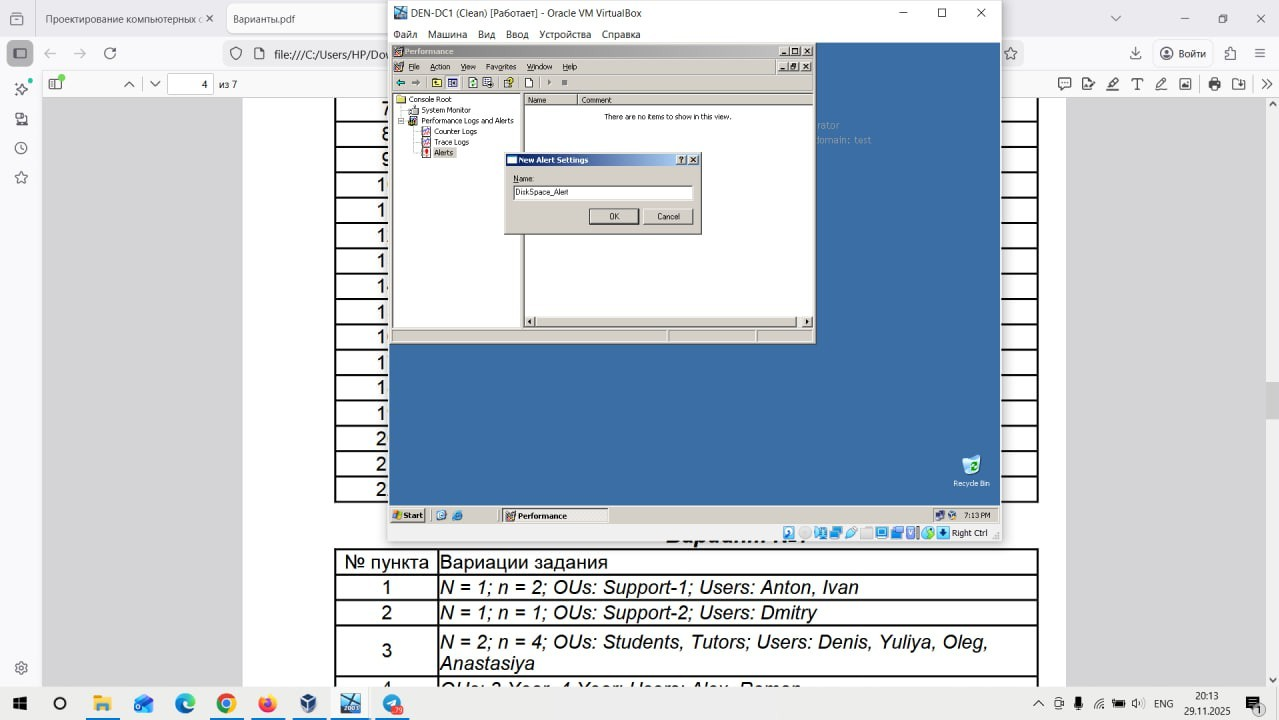 Проектирование компьютерных с
Варианты.pdf
Войти
4 из 7
DEN-DC1 (Clean) [Работает] - Oracle VM VirtualBox
Файл Машина Вид Ввод Устройства Справка
Performance
File Action View Favorites Window Help
Console Root
System Monitor
Performance Logs and Alerts
Counter Logs
Trace Logs
Alerts
Name Comment
There are no items to show in this view.
New Alert Settings
Name:
DiskSpace_Alert
OK Cancel
domain: test
Recycle Bin
Start Performance 7:13 PM
Right Ctrl
№ пункта Вариации задания
1 N = 1; n = 2; OUs: Support-1; Users: Anton, Ivan
2 N = 1; n = 1; OUs: Support-2; Users: Dmitry
3 N = 2; n = 4; OUs: Students, Tutors; Users: Denis, Yuliya, Oleg,
Anastasiya
ENG 20:13
29.11.2025